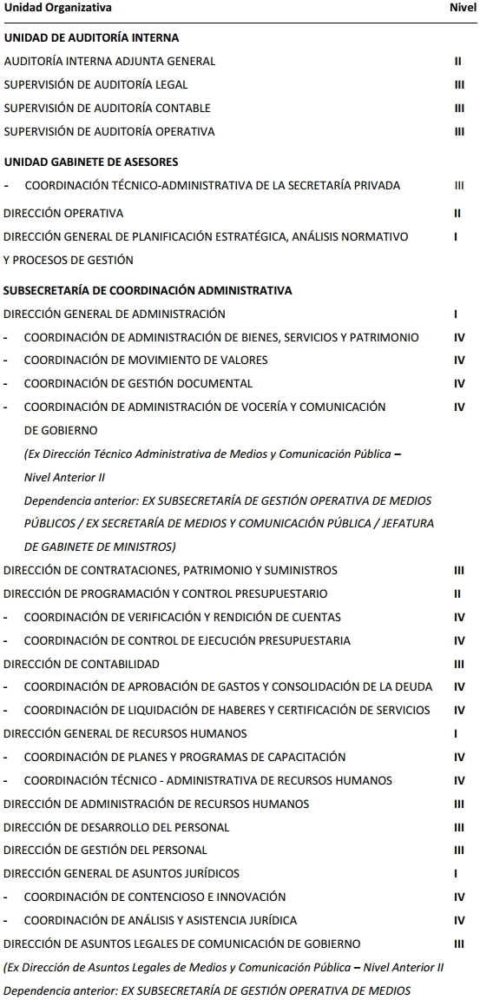 Unidad Organizativa Nivel
UNIDAD DE AUDITORÍA INTERNA
AUDITORÍA INTERNA ADJUNTA GENERAL II
SUPERVISIÓN DE AUDITORÍA LEGAL III
SUPERVISIÓN DE AUDITORÍA CONTABLE III
SUPERVISIÓN DE AUDITORÍA OPERATIVA III
UNIDAD GABINETE DE ASESORES
- COORDINACIÓN TÉCNICO-ADMINISTRATIVA DE LA SECRETARÍA PRIVADA III
DIRECCIÓN OPERATIVA II
DIRECCIÓN GENERAL DE PLANIFICACIÓN ESTRATÉGICA, ANÁLISIS NORMATIVO I
Y PROCESOS DE GESTIÓN
SUBSECRETARÍA DE COORDINACIÓN ADMINISTRATIVA
DIRECCIÓN GENERAL DE ADMINISTRACIÓN I
- COORDINACIÓN DE ADMINISTRACIÓN DE BIENES, SERVICIOS Y PATRIMONIO IV
- COORDINACIÓN DE MOVIMIENTO DE VALORES IV
- COORDINACIÓN DE GESTIÓN DOCUMENTAL IV
- COORDINACIÓN DE ADMINISTRACIÓN DE VOCERÍA Y COMUNICACIÓN IV
DE GOBIERNO
(Ex Dirección Técnico Administrativa de Medios y Comunicación Pública –
Nivel Anterior II
Dependencia anterior: EX SUBSECRETARÍA DE GESTIÓN OPERATIVA DE MEDIOS
PÚBLICOS / EX SECRETARÍA DE MEDIOS Y COMUNICACIÓN PÚBLICA / JEFATURA
DE GABINETE DE MINISTROS)
DIRECCIÓN DE CONTRATACIONES, PATRIMONIO Y SUMINISTROS III
DIRECCIÓN DE PROGRAMACIÓN Y CONTROL PRESUPUESTARIO II
- COORDINACIÓN DE VERIFICACIÓN Y RENDICIÓN DE CUENTAS IV
- COORDINACIÓN DE CONTROL DE EJECUCIÓN PRESUPUESTARIA IV
DIRECCIÓN DE CONTABILIDAD III
- COORDINACIÓN DE APROBACIÓN DE GASTOS Y CONSOLIDACIÓN DE LA DEUDA IV
- COORDINACIÓN DE LIQUIDACIÓN DE HABERES Y CERTIFICACIÓN DE SERVICIOS IV
DIRECCIÓN GENERAL DE RECURSOS HUMANOS I
- COORDINACIÓN DE PLANES Y PROGRAMAS DE CAPACITACIÓN IV
- COORDINACIÓN TÉCNICO - ADMINISTRATIVA DE RECURSOS HUMANOS IV
DIRECCIÓN DE ADMINISTRACIÓN DE RECURSOS HUMANOS III
DIRECCIÓN DE DESARROLLO DEL PERSONAL III
DIRECCIÓN DE GESTIÓN DEL PERSONAL III
DIRECCIÓN GENERAL DE ASUNTOS JURÍDICOS I
- COORDINACIÓN DE CONTENCIOSO E INNOVACIÓN IV
- COORDINACIÓN DE ANÁLISIS Y ASISTENCIA JURÍDICA IV
DIRECCIÓN DE ASUNTOS LEGALES DE COMUNICACIÓN DE GOBIERNO III
(Ex Dirección de Asuntos Legales de Medios y Comunicación Pública – Nivel Anterior II
Dependencia anterior: EX SUBSECRETARÍA DE GESTIÓN OPERATIVA DE MEDIOS